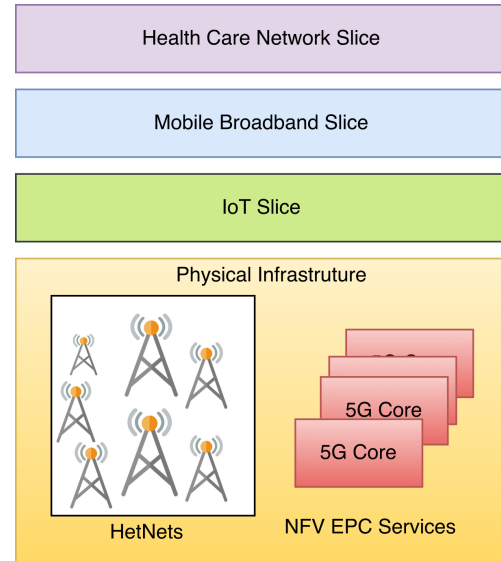 Health Care Network Slice
Mobile Broadband Slice
IoT Slice
Physical Infrastruture
5G Core
5G Core
HetNets
NFV EPC Services